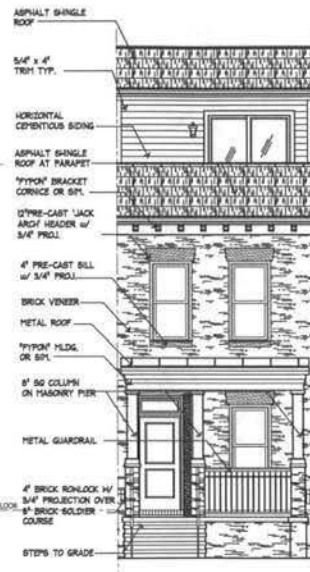 ASPHALT SHINGLE
ROOF
5/4" x 4"
TRIM TYP.
HORIZONTAL
CEMENTIOUS SIDING
ASPHALT SHINGLE
ROOF AT PARAPET
"FYPON" BRACKET
CORNICE OR SIM.
12"PRE-CAST 'JACK
ARCH' HEADER w/
3/4" PROJ.
4" PRE-CAST SILL
w/ 3/4" PROJ.
BRICK VENEER
METAL ROOF
"FYPON" MLDG.
OR SIM.
8" SQ COLUMN
ON MASONRY PIER
METAL GUARDRAIL
4" BRICK ROWLOCK W/
3/4" PROJECTION OVER
8" BRICK SOLDIER
COURSE
STEPS TO GRADE